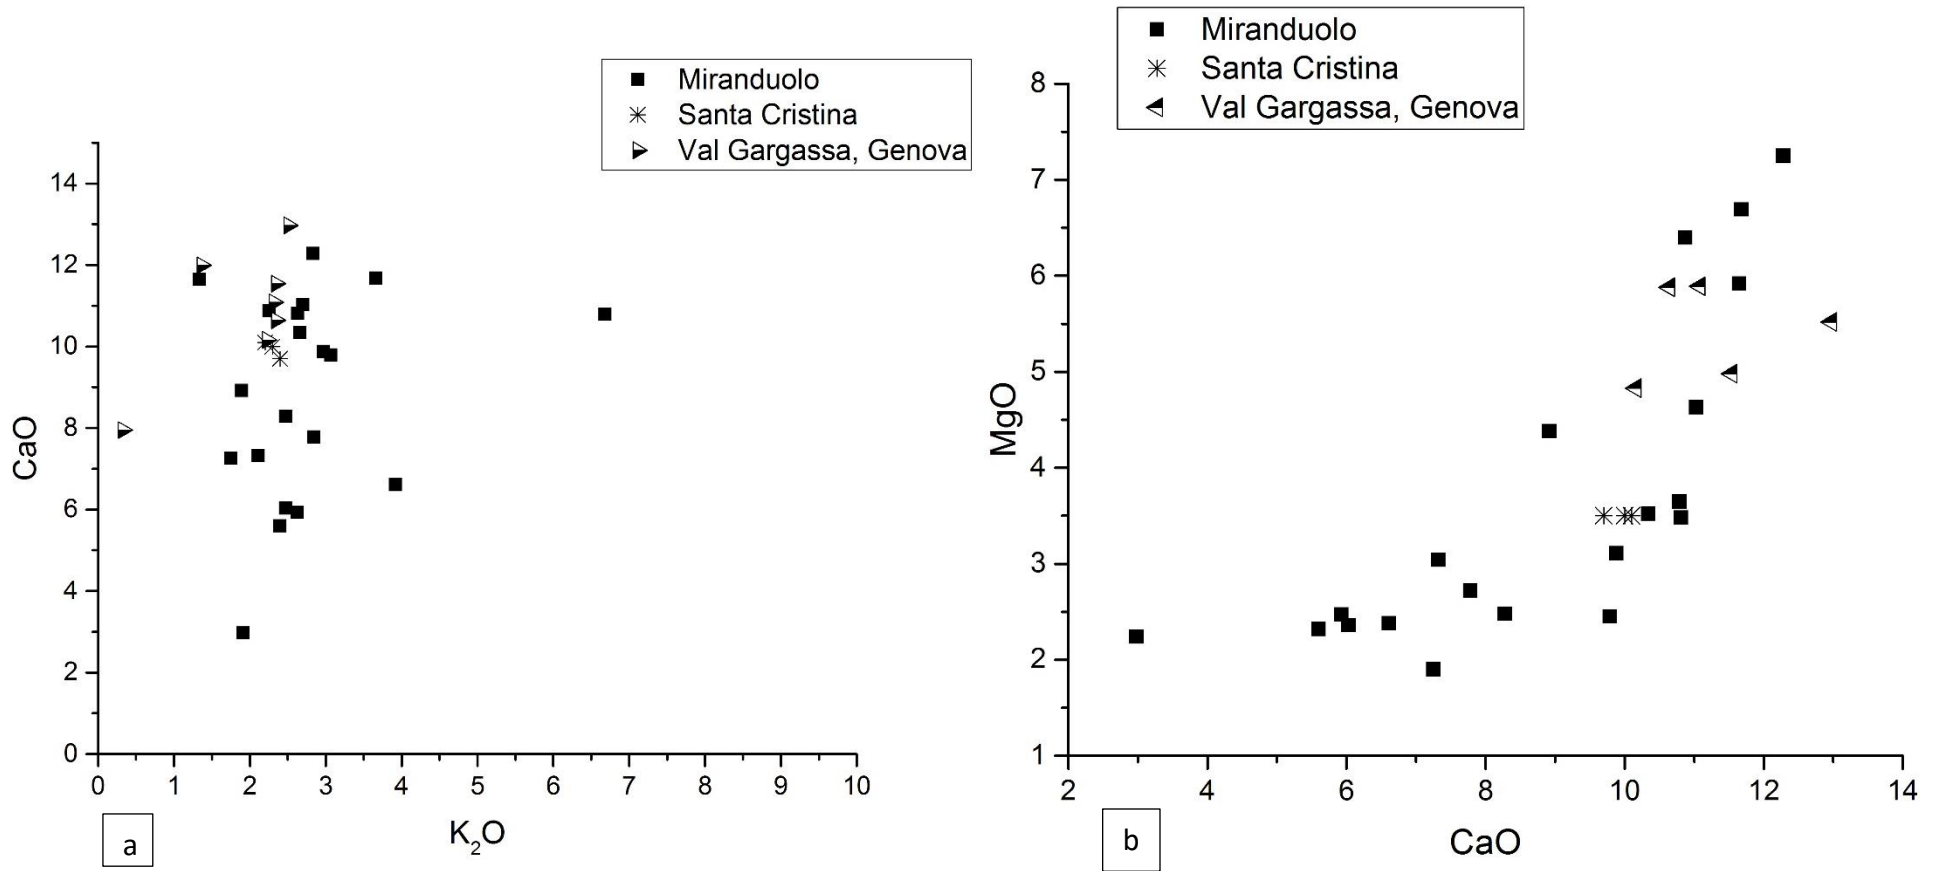 Miranduolo
Santa Cristina
Val Gargassa, Genova
14
12
10
8
6
4
2
0
CaO
0 1 2 3 4 5 6 7 8 9 10
K₂O
a
Miranduolo
Santa Cristina
Val Gargassa, Genova
8
7
6
5
4
3
2
1
MgO
2 4 6 8 10 12 14
CaO
b